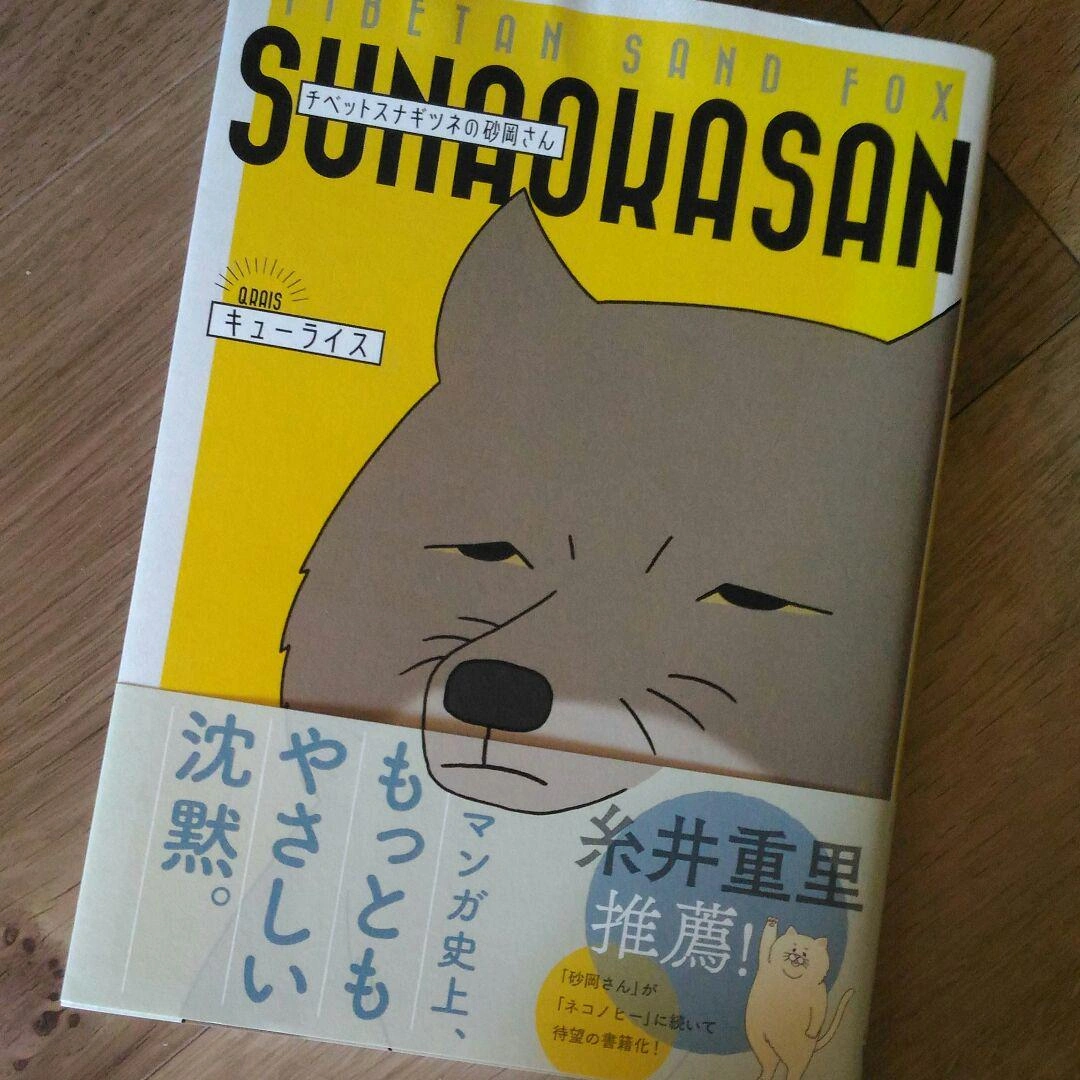 TIBETAN SAND FOX
SUNAOKASAN
チベットスナギツネの砂岡さん
QRAIS
キューライス
マンガ史上、
もっとも
やさしい
沈黙。
糸井重里
推薦!
「砂岡さん」が
「ネコノヒー」に続いて
待望の書籍化!